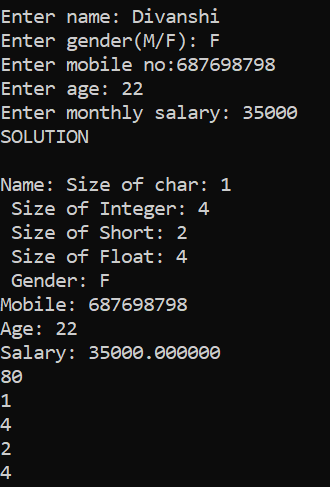 Enter name: Divanshi
Enter gender(M/F): F
Enter mobile no:687698798
Enter age: 22
Enter monthly salary: 35000
SOLUTION
Name: Size of char: 1
Size of Integer: 4
Size of Short: 2
Size of Float: 4
Gender: F
Mobile: 687698798
Age: 22
Salary: 35000.000000
80
1
4
2
4